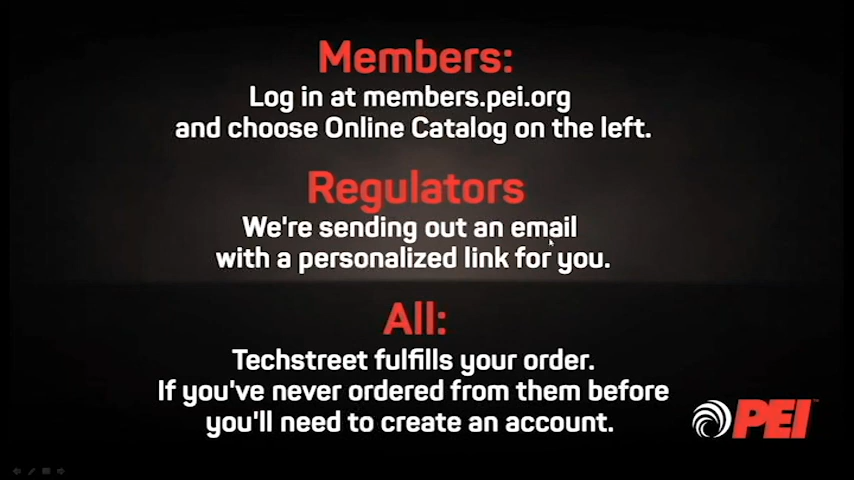 Members:
Log in at members.pei.org
and choose Online Catalog on the left.
Regulators
We're sending out an email
with a personalized link for you.
All:
Techstreet fulfills your order.
If you've never ordered from them before
you'll need to create an account.
PEI